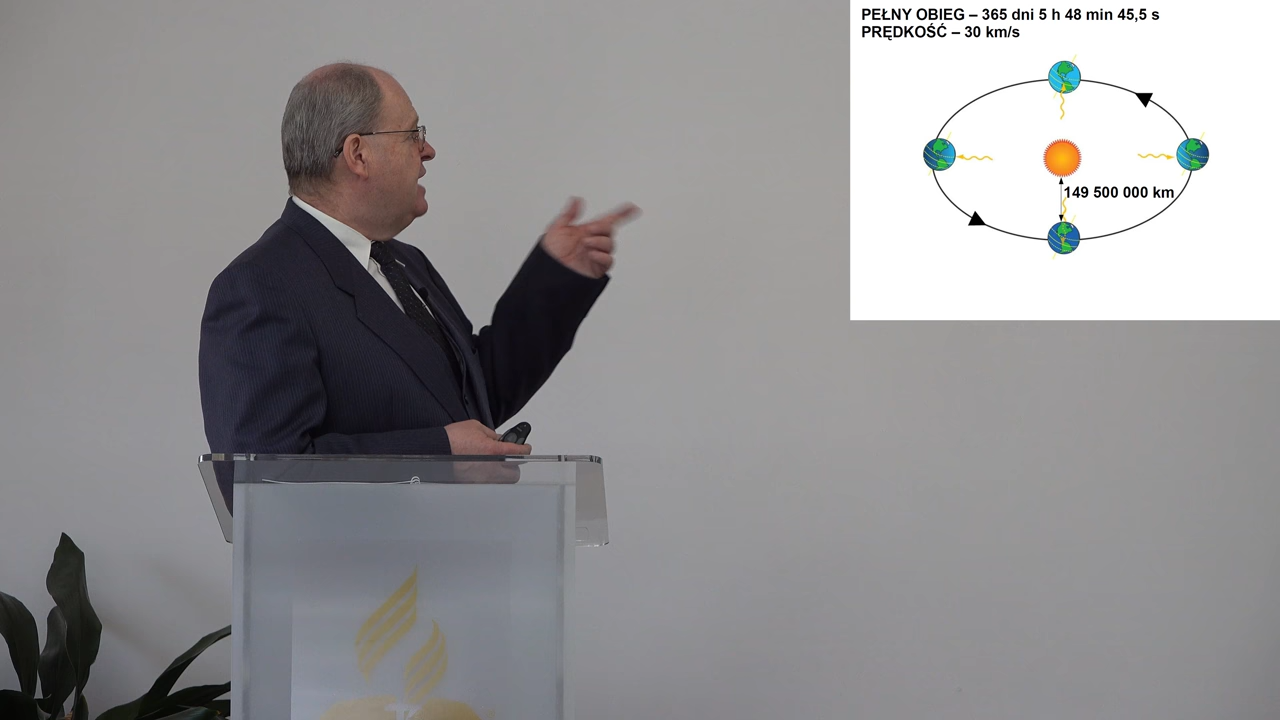 PEŁNY OBIEG – 365 dni 5 h 48 min 45,5 s
PRĘDKOŚĆ – 30 km/s
149 500 000 km